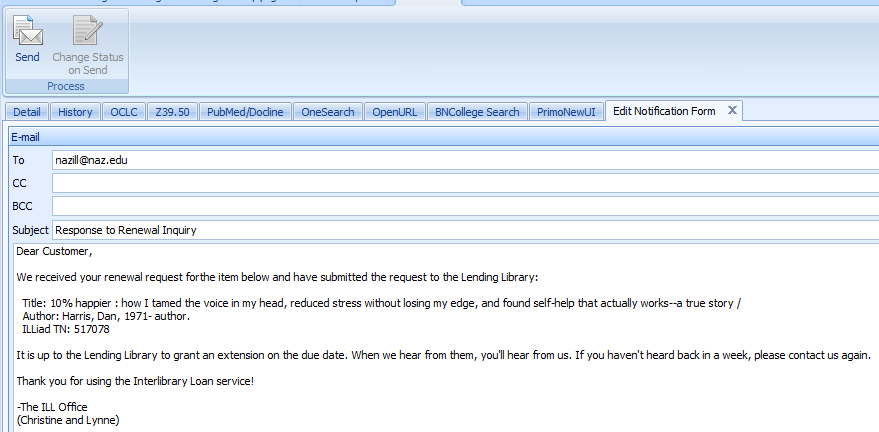 Send
Change Status
on Send
Process
Detail
History
OCLC
Z39.50
PubMed/Docline
OneSearch
OpenURL
BNCollege Search
PrimoNewUI
Edit Notification Form
E-mail
To
nazill@naz.edu
CC
BCC
Subject
Response to Renewal Inquiry
Dear Customer,
We received your renewal request forthe item below and have submitted the request to the Lending Library:
Title: 10% happier : how I tamed the voice in my head, reduced stress without losing my edge, and found self-help that actually works--a true story /
Author: Harris, Dan, 1971- author.
ILLiad TN: 517078
It is up to the Lending Library to grant an extension on the due date. When we hear from them, you'll hear from us. If you haven't heard back in a week, please contact us again.
Thank you for using the Interlibrary Loan service!
-The ILL Office
(Christine and Lynne)